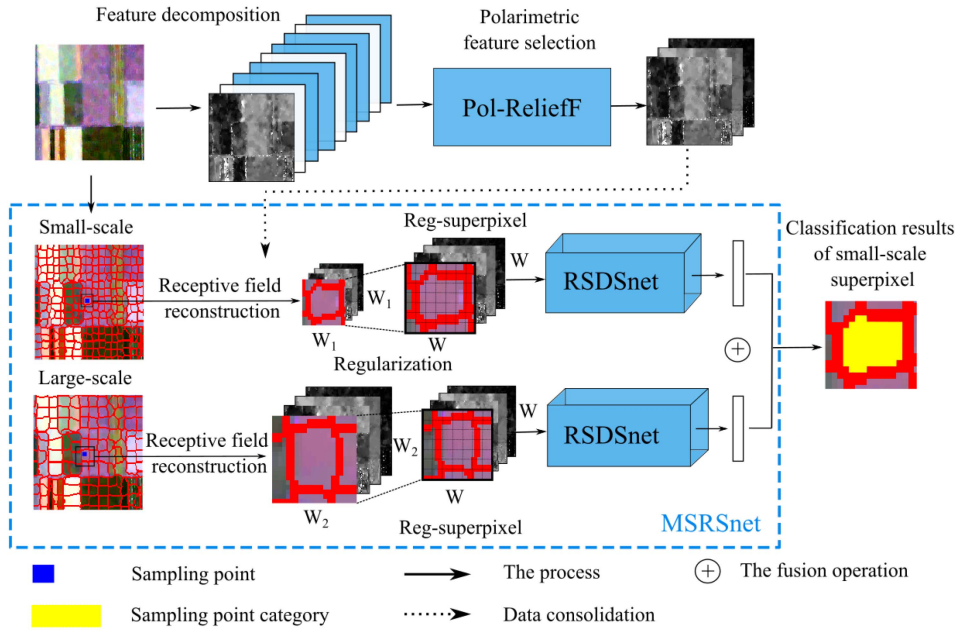 Feature decomposition
Polarimetric
feature selection
Pol-ReliefF
Small-scale
Reg-superpixel
Classification results
of small-scale
superpixel
Receptive field
reconstruction
W₁
W₁
W
W
RSDSnet
Regularization
Large-scale
Receptive field
reconstruction
W₂
W₂
W
W
RSDSnet
Reg-superpixel
MSRSnet
Sampling point
The process
The fusion operation
Sampling point category
Data consolidation